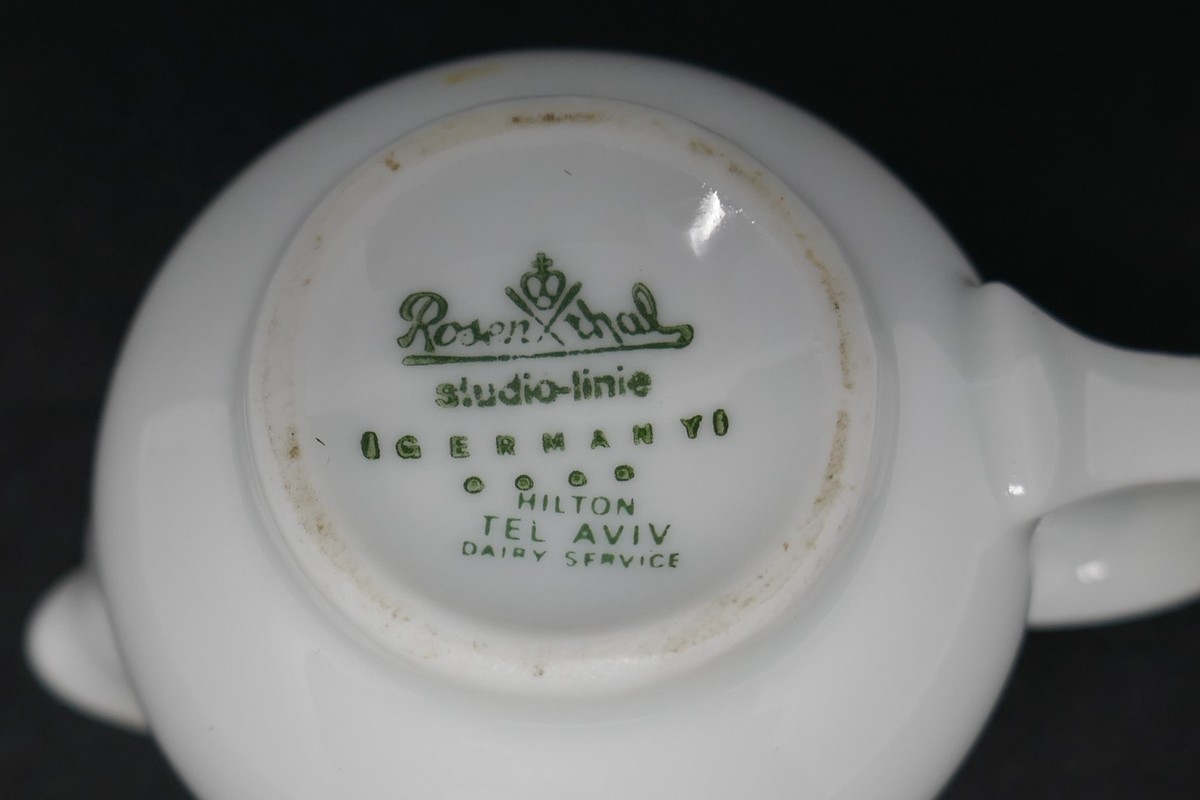 Rosenthal
studio-linie
GERMANY
HILTON
TEL AVIV
DAIRY SERVICE